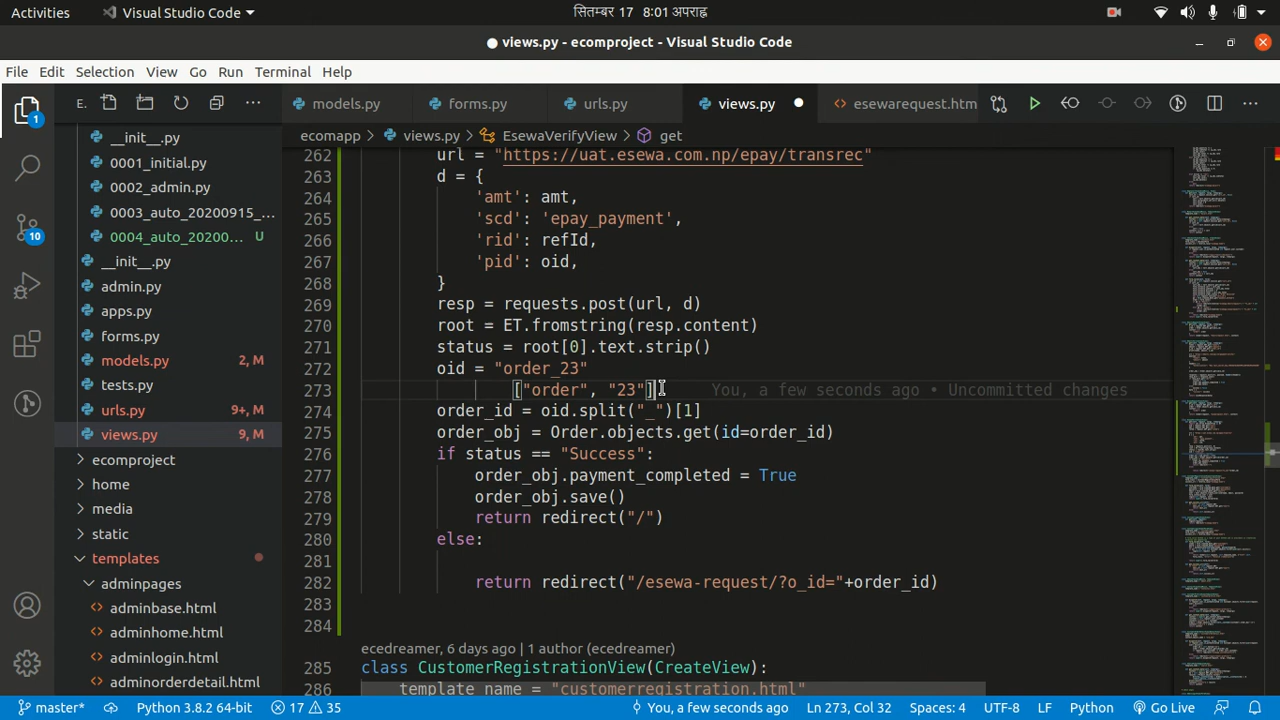 Activities
Visual Studio Code
सितम्बर 17 8:01 अपराह्न
● views.py - ecomproject - Visual Studio Code
File Edit Selection View Go Run Terminal Help
E.
models.py
forms.py
urls.py
views.py
esewarequest.htm
ecomapp > views.py > EsewaVerifyView > get
1
10
__init__.py
0001_initial.py
0002_admin.py
0003_auto_20200915_...
0004_auto_20200... U
__init__.py
admin.py
apps.py
forms.py
models.py 2, M
tests.py
urls.py 9+, M
views.py 9, M
ecomproject
home
media
static
templates
adminpages
adminbase.html
adminhome.html
adminlogin.html
adminorderdetail.html
262 url = "https://uat.esewa.com.np/epay/transrec"
263 d = {
264 'amt': amt,
265 'scd': 'epay_payment',
266 'rid': refId,
267 'pid': oid,
268 }
269 resp = requests.post(url, d)
270 root = ET.fromstring(resp.content)
271 status = root[0].text.strip()
272 oid = "order_23"
273 ["order", "23"] You, a few seconds ago • Uncommitted changes
274 order_id = oid.split("_")[1]
275 order_obj = Order.objects.get(id=order_id)
276 if status == "Success":
277 order_obj.payment_completed = True
278 order_obj.save()
279 return redirect("/")
280 else:
281
282 return redirect("/esewa-request/?o_id="+order_id)
283
284
ecedreamer, 6 days ago | 1 author (ecedreamer)
285 class CustomerRegistrationView(CreateView):
286 template_name = "customerregistration.html"
master*
Python 3.8.2 64-bit
17 35
You, a few seconds ago
Ln 273, Col 32
Spaces: 4
UTF-8
LF
Python
Go Live